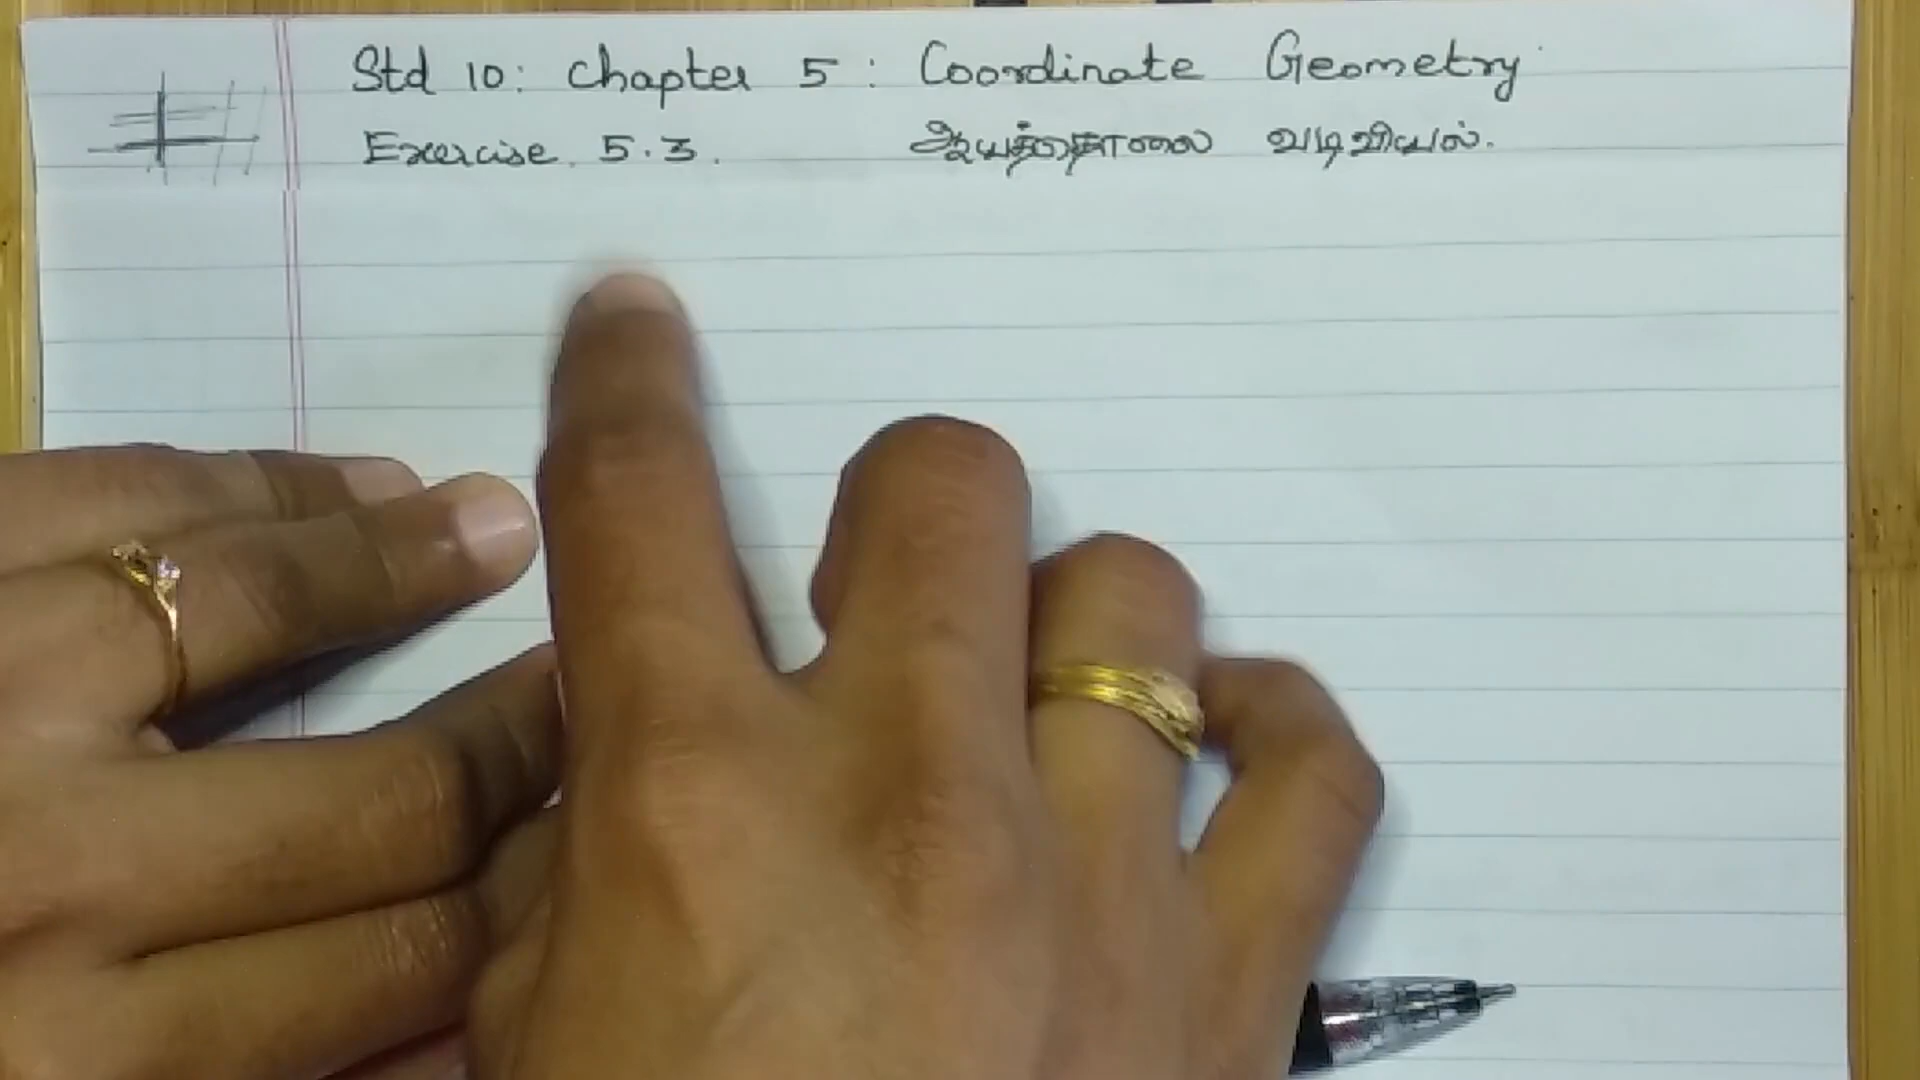 Std 10: Chapter 5: Coordinate Geometry
Exercise. 5.3. ஆயத்தொலை வடிவியல்.